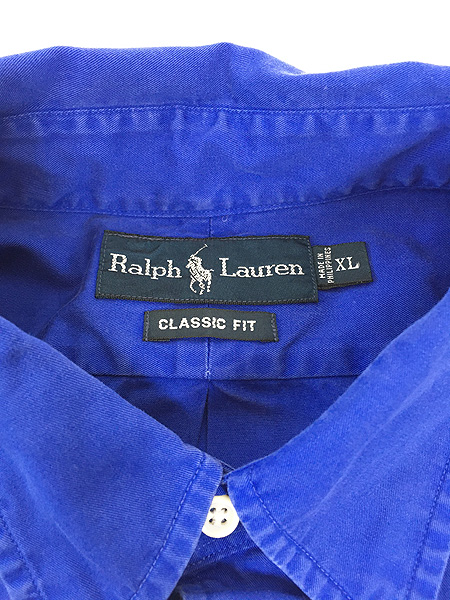 Ralph Lauren
MADE IN
PHILIPPINES
XL
CLASSIC FIT